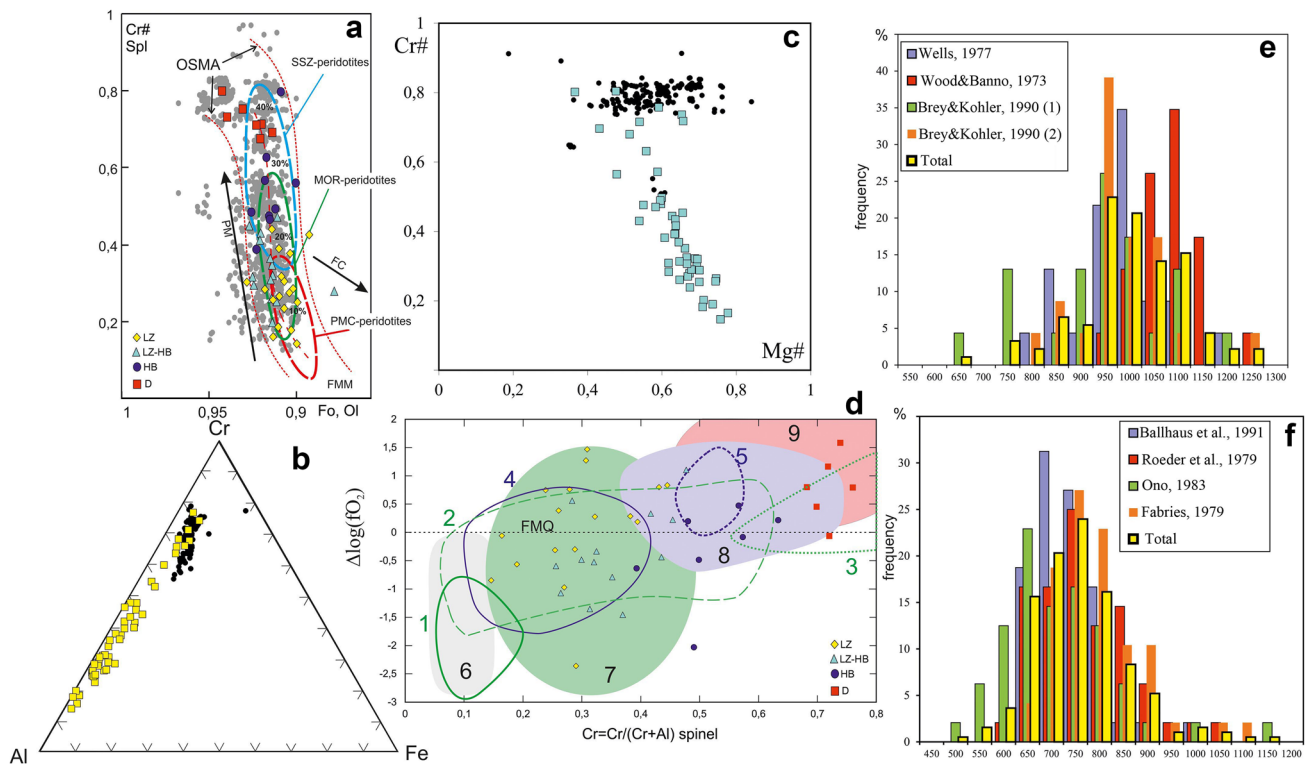 a
1
Cr#
Spl
0,8
0,6
0,4
0,2
OSMA
SSZ-peridotites
40%
30%
MOR-peridotites
20%
PM
FC
10%
PMC-peridotites
FMM
LZ
LZ-HB
HB
D
1
0,95
0,9
Fo, Ol
b
Cr
Al
Fe
c
1
Cr#
0,8
0,6
0,4
0,2
Mg#
0
0,2
0,4
0,6
0,8
1
d
Δlog(fO2)
2
1,5
1
0,5
0
-0,5
-1
-1,5
-2
-2,5
-3
1
2
3
4
5
6
7
8
9
FMQ
LZ
LZ-HB
HB
D
0
0,1
0,2
0,3
0,4
0,5
0,6
0,7
0,8
Cr=Cr/(Cr+Al) spinel
e
%
40
35
30
25
20
15
10
5
0
frequency
Wells, 1977
Wood&Banno, 1973
Brey&Kohler, 1990 (1)
Brey&Kohler, 1990 (2)
Total
550 600 650 700 750 800 850 900 950 1000 1050 1100 1150 1200 1250 1300
f
%
30
25
20
15
10
5
0
frequency
Ballhaus et al., 1991
Roeder et al., 1979
Ono, 1983
Fabries, 1979
Total
450 500 550 600 650 700 750 800 850 900 950 1000 1050 1100 1150 1200